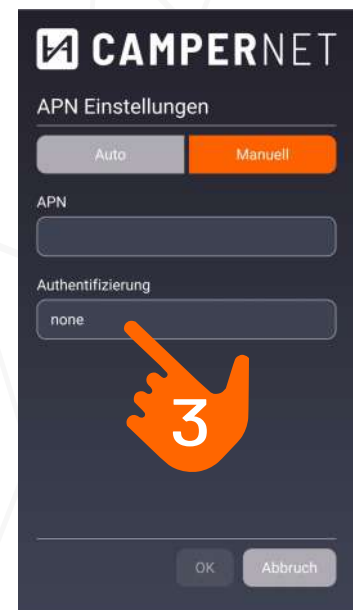 CAMPERNET
APN Einstellungen
Auto Manuell
APN
Authentifizierung
none
3
OK Abbruch